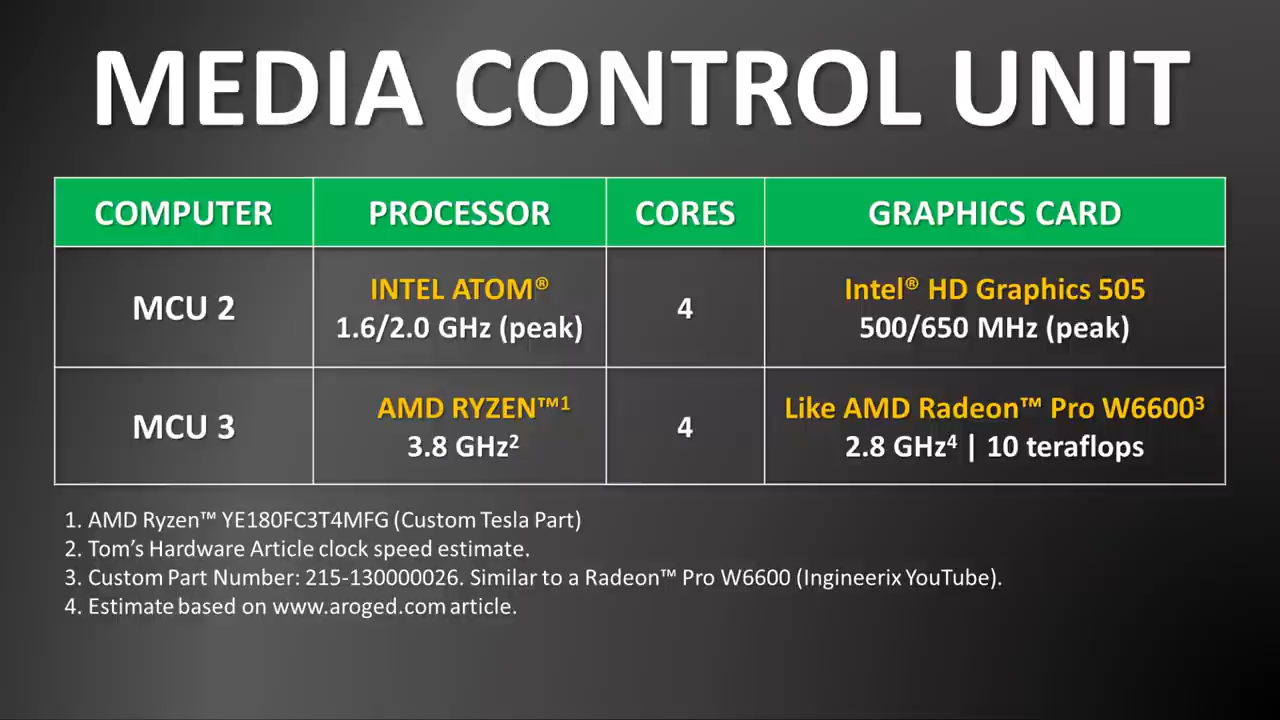 MEDIA CONTROL UNIT
COMPUTER PROCESSOR CORES GRAPHICS CARD
MCU 2
INTEL ATOM®
1.6/2.0 GHz (peak)
4
Intel® HD Graphics 505
500/650 MHz (peak)
MCU 3
AMD RYZEN™¹
3.8 GHz²
4
Like AMD Radeon™ Pro W6600³
2.8 GHz⁴ | 10 teraflops
1. AMD Ryzen™ YE180FC3T4MFG (Custom Tesla Part)
2. Tom’s Hardware Article clock speed estimate.
3. Custom Part Number: 215-130000026. Similar to a Radeon™ Pro W6600 (Ingineerix YouTube).
4. Estimate based on www.aroged.com article.